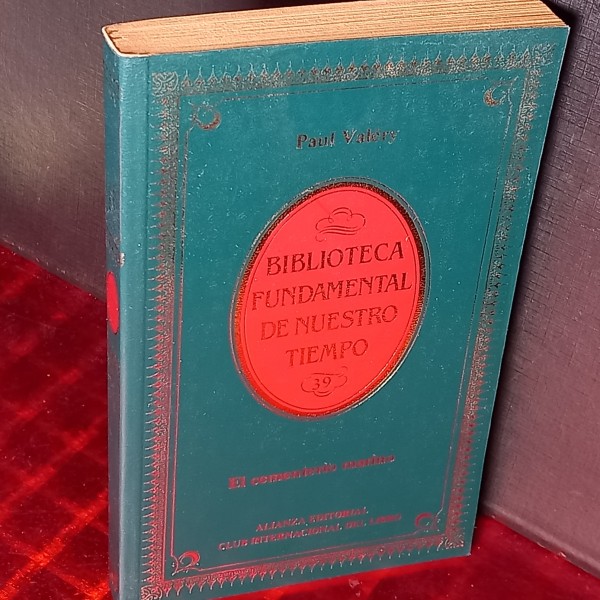 Paul Valéry
BIBLIOTECA
FUNDAMENTAL
DE NUESTRO
TIEMPO
39
El cementerio marino
ALIANZA EDITORIAL
CLUB INTERNACIONAL DEL LIBRO